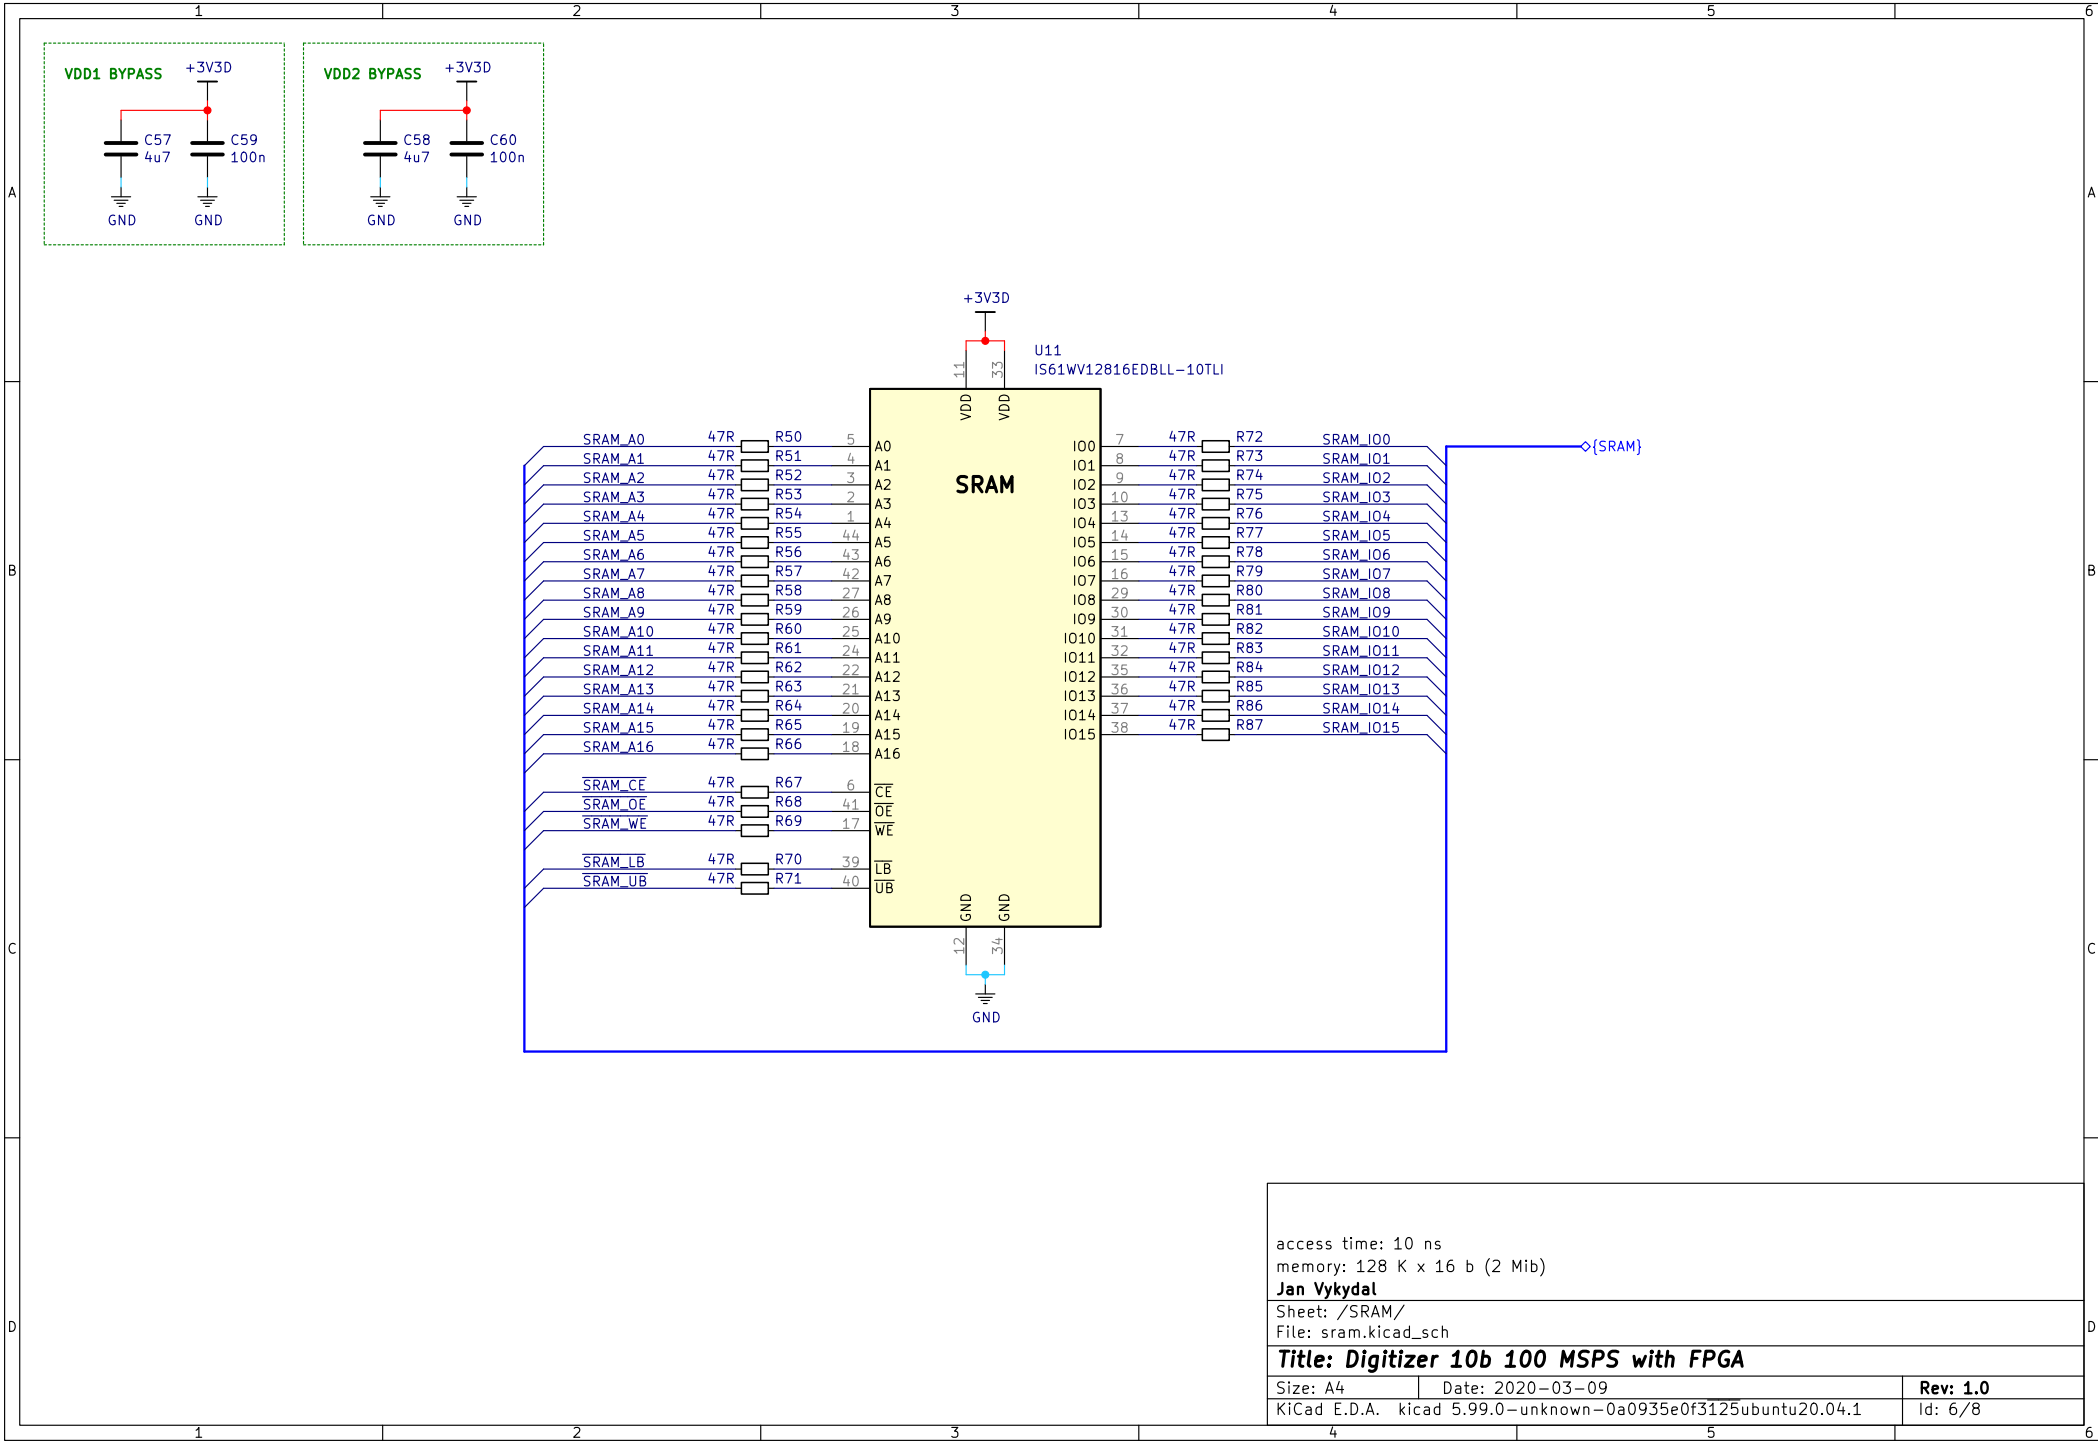 1 2 3 4 5 6
VDD1 BYPASS +3V3D
C57 4u7
C59 100n
GND GND
VDD2 BYPASS +3V3D
C58 4u7
C60 100n
GND GND
A A
+3V3D
U11
IS61WV12816EDBLL-10TLI
11 33
VDD VDD
SRAM
SRAM_A0 47R R50 5 A0 IO0 7 47R R72 SRAM_IO0 {SRAM}
SRAM_A1 47R R51 4 A1 IO1 8 47R R73 SRAM_IO1
SRAM_A2 47R R52 3 A2 IO2 9 47R R74 SRAM_IO2
SRAM_A3 47R R53 2 A3 IO3 10 47R R75 SRAM_IO3
SRAM_A4 47R R54 1 A4 IO4 13 47R R76 SRAM_IO4
SRAM_A5 47R R55 44 A5 IO5 14 47R R77 SRAM_IO5
SRAM_A6 47R R56 43 A6 IO6 15 47R R78 SRAM_IO6
SRAM_A7 47R R57 42 A7 IO7 16 47R R79 SRAM_IO7
SRAM_A8 47R R58 27 A8 IO8 29 47R R80 SRAM_IO8
SRAM_A9 47R R59 26 A9 IO9 30 47R R81 SRAM_IO9
SRAM_A10 47R R60 25 A10 IO10 31 47R R82 SRAM_IO10
SRAM_A11 47R R61 24 A11 IO11 32 47R R83 SRAM_IO11
SRAM_A12 47R R62 22 A12 IO12 35 47R R84 SRAM_IO12
SRAM_A13 47R R63 21 A13 IO13 36 47R R85 SRAM_IO13
SRAM_A14 47R R64 20 A14 IO14 37 47R R86 SRAM_IO14
SRAM_A15 47R R65 19 A15 IO15 38 47R R87 SRAM_IO15
SRAM_A16 47R R66 18 A16
B B
SRAM_CE 47R R67 6 CE
SRAM_OE 47R R68 41 OE
SRAM_WE 47R R69 17 WE
SRAM_LB 47R R70 39 LB
SRAM_UB 47R R71 40 UB
GND GND
12 34
GND
C C
access time: 10 ns
memory: 128 K x 16 b (2 Mib)
Jan Vykydal
Sheet: /SRAM/
File: sram.kicad_sch
D D
Title: Digitizer 10b 100 MSPS with FPGA
Size: A4 Date: 2020-03-09 Rev: 1.0
KiCad E.D.A. kicad 5.99.0-unknown-0a0935e0f3125ubuntu20.04.1 Id: 6/8
1 2 3 4 5 6